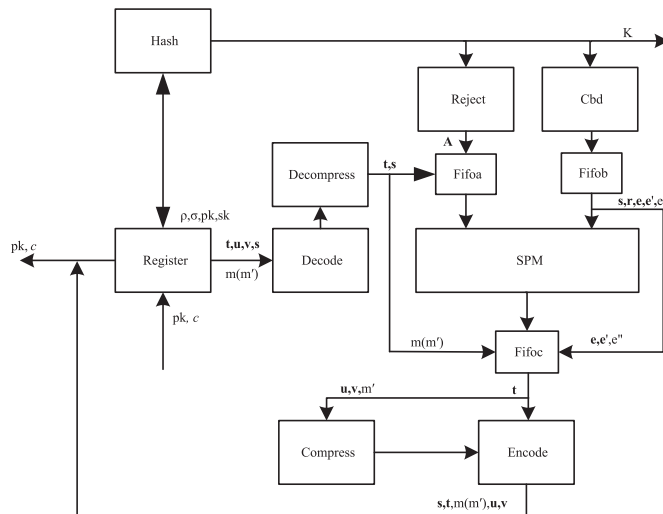 K
Hash
Reject
Cbd
A
t,s
Decompress
Fifoa
Fifob
ρ,σ,pk,sk
s,r,e,e',e
pk, c
t,u,v,s
Register
Decode
SPM
m(m')
pk, c
m(m')
Fifoc
e,e',e"
u,v,m'
t
Compress
Encode
s,t,m(m'),u,v